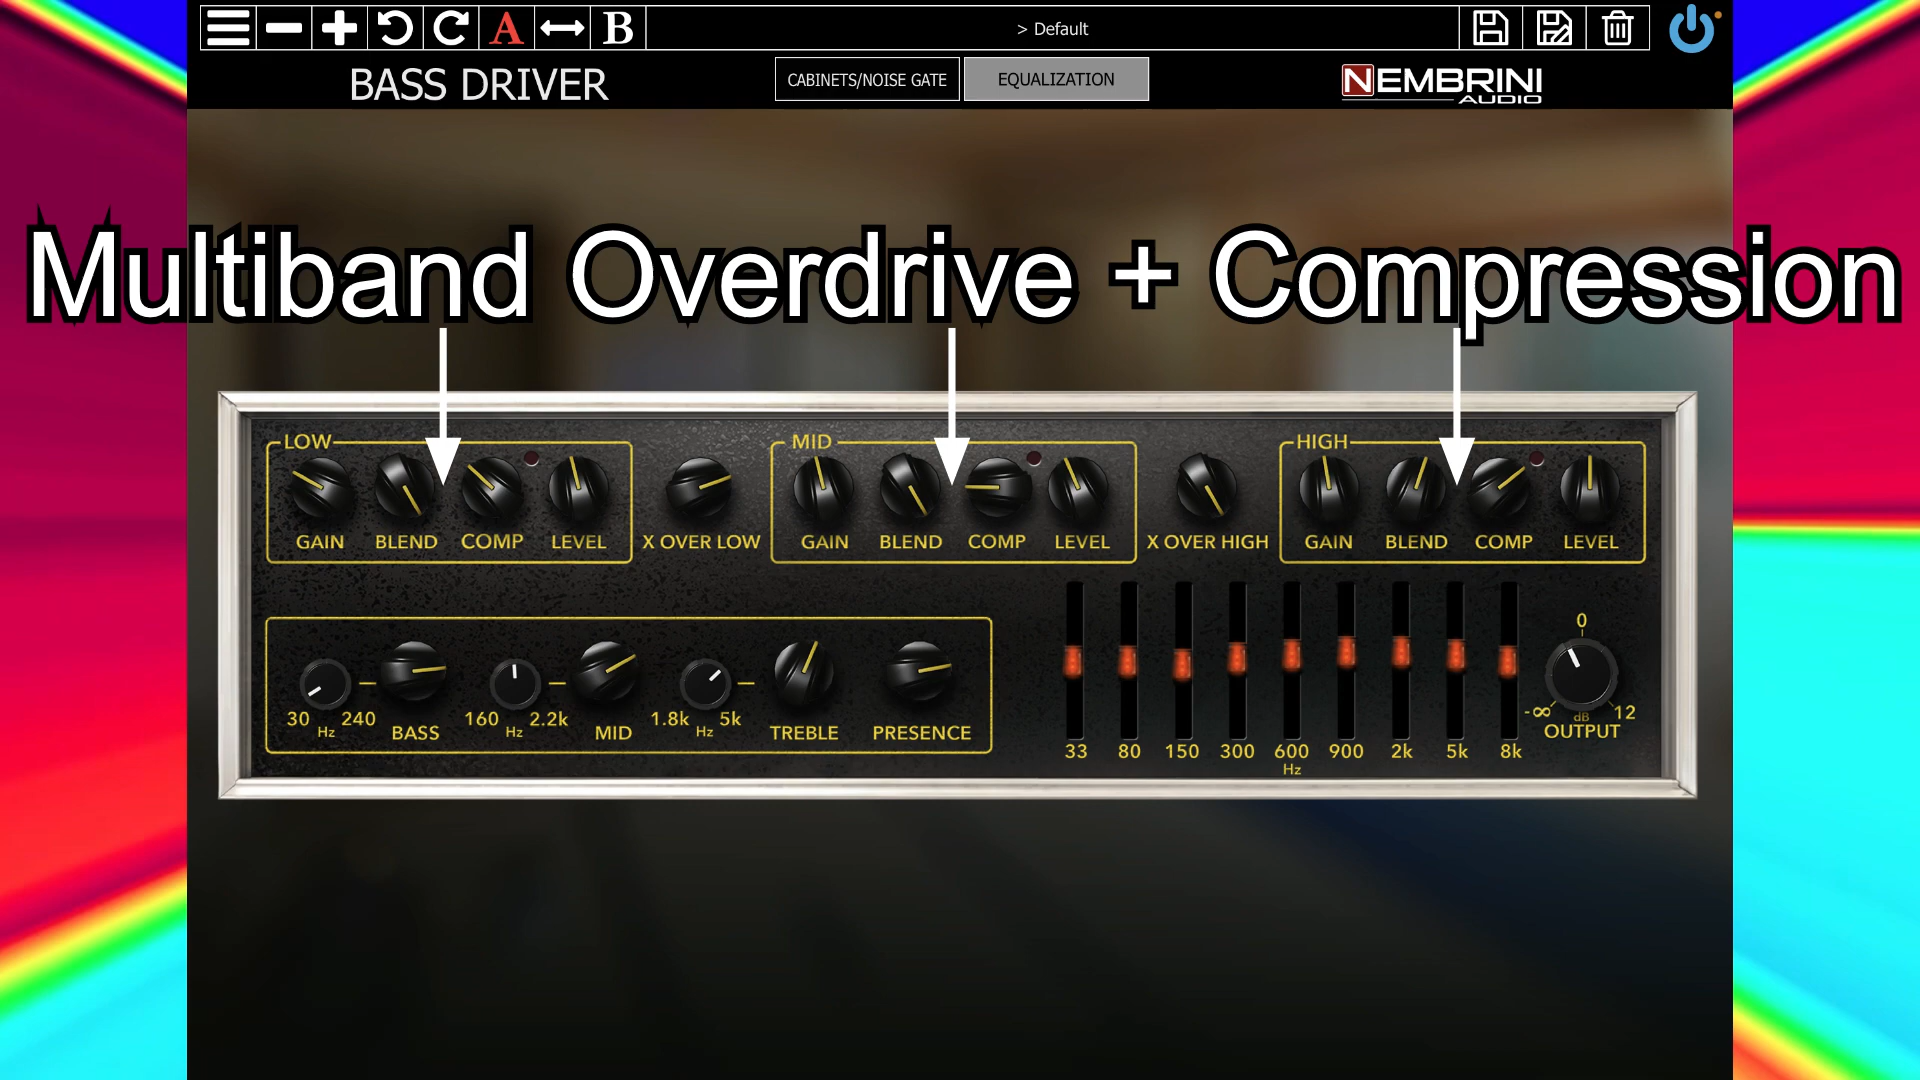 A B > Default
BASS DRIVER CABINETS/NOISE GATE EQUALIZATION NEMBRINI
AUDIO
Multiband Overdrive + Compression
LOW MID HIGH
GAIN BLEND COMP LEVEL X OVER LOW GAIN BLEND COMP LEVEL X OVER HIGH GAIN BLEND COMP LEVEL
0
30 240 160 2.2k 1.8k 5k -∞ dB 12
Hz BASS Hz MID Hz TREBLE PRESENCE OUTPUT
33 80 150 300 600 900 2k 5k 8k
Hz